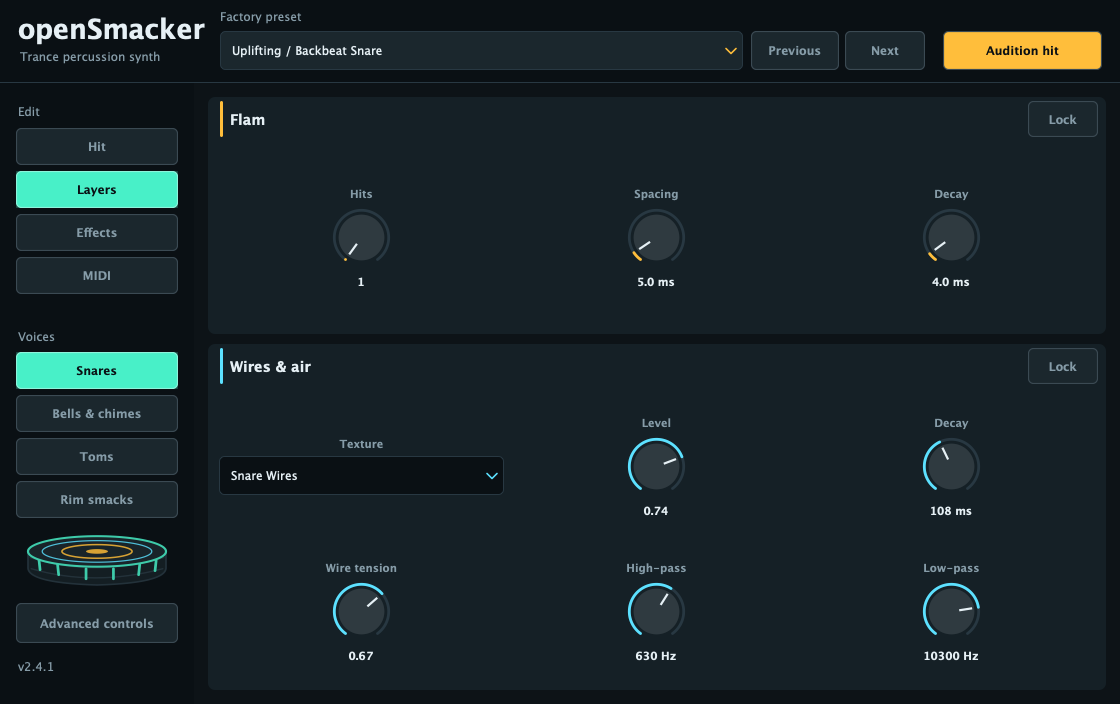 openSmacker
Trance percussion synth
Factory preset
Uplifting / Backbeat Snare
Previous
Next
Audition hit
Edit
Hit
Layers
Effects
MIDI
Voices
Snares
Bells & chimes
Toms
Rim smacks
Advanced controls
v2.4.1
Flam
Lock
Hits
Spacing
Decay
1
5.0 ms
4.0 ms
Wires & air
Lock
Texture
Snare Wires
Level
0.74
Decay
108 ms
Wire tension
High-pass
Low-pass
0.67
630 Hz
10300 Hz